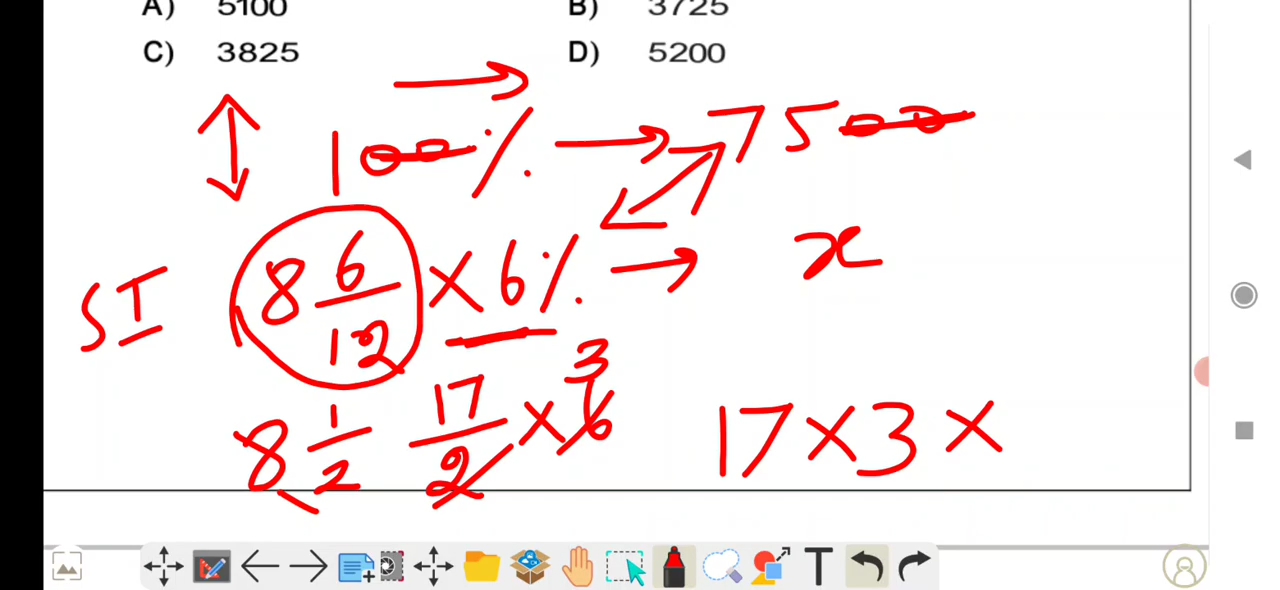 A) 5100 B) 3725
C) 3825 D) 5200
100% → 7500
SI 8 6/12 × 6% → x
8 1/2 17/2 × 6 3 17 × 3 ×
T